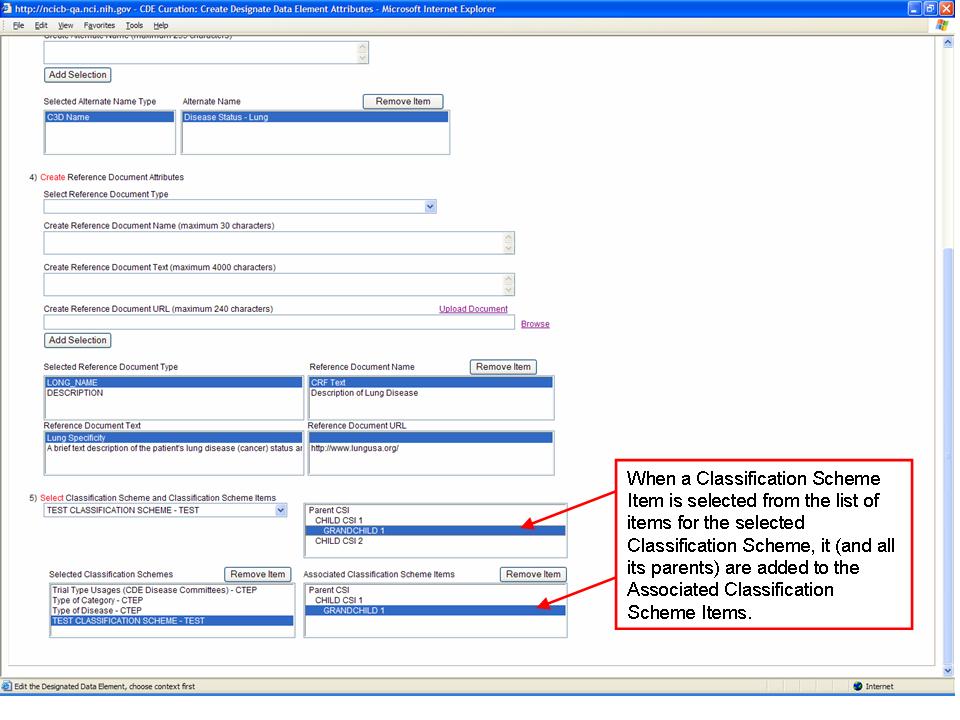 http://ncicb-qa.nci.nih.gov - CDE Curation: Create Designate Data Element Attributes - Microsoft Internet Explorer
File Edit View Favorites Tools Help
Create Alternate Name (maximum 255 characters)
Add Selection
Selected Alternate Name Type Alternate Name Remove Item
C3D Name Disease Status - Lung
4) Create Reference Document Attributes
Select Reference Document Type
Create Reference Document Name (maximum 30 characters)
Create Reference Document Text (maximum 4000 characters)
Create Reference Document URL (maximum 240 characters) Upload Document
Browse
Add Selection
Selected Reference Document Type Reference Document Name Remove Item
LONG_NAME CRF Text
DESCRIPTION Description of Lung Disease
Reference Document Text Reference Document URL
Lung Specificity
A brief text description of the patient's lung disease (cancer) status ar http://www.lungusa.org/
5) Select Classification Scheme and Classification Scheme Items
TEST CLASSIFICATION SCHEME - TEST
Parent CSI
CHILD CSI 1
GRANDCHILD 1
CHILD CSI 2
Selected Classification Schemes Remove Item Associated Classification Scheme Items Remove Item
Trial Type Usages (CDE Disease Committees) - CTEP Parent CSI
Type of Category - CTEP CHILD CSI 1
Type of Disease - CTEP GRANDCHILD 1
TEST CLASSIFICATION SCHEME - TEST
When a Classification Scheme
Item is selected from the list of
items for the selected
Classification Scheme, it (and all
its parents) are added to the
Associated Classification
Scheme Items.
Edit the Designated Data Element, choose context first Internet